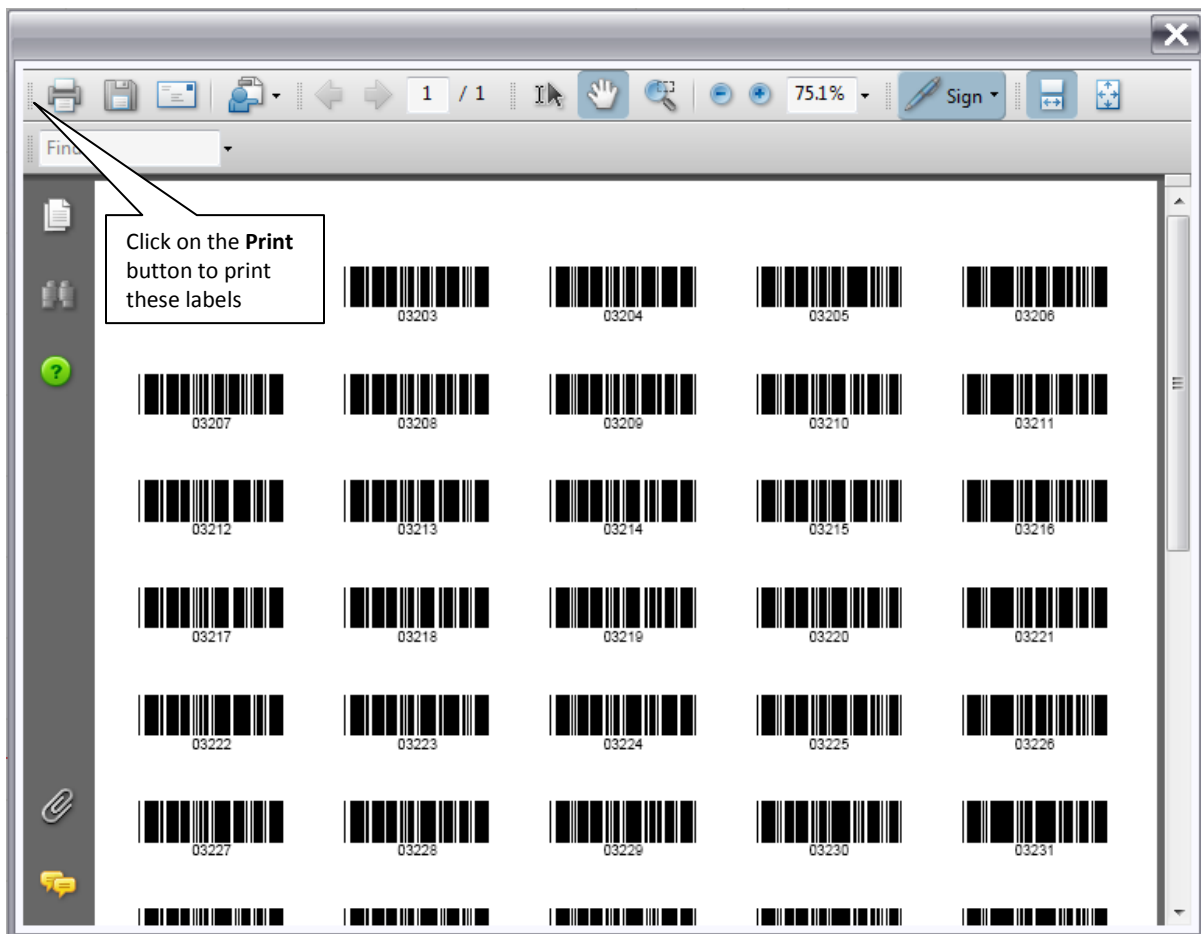 1 / 1 75.1% Sign
Find
Click on the Print
button to print
these labels
03203 03204 03205 03206
03207 03208 03209 03210 03211
03212 03213 03214 03215 03216
03217 03218 03219 03220 03221
03222 03223 03224 03225 03226
03227 03228 03229 03230 03231